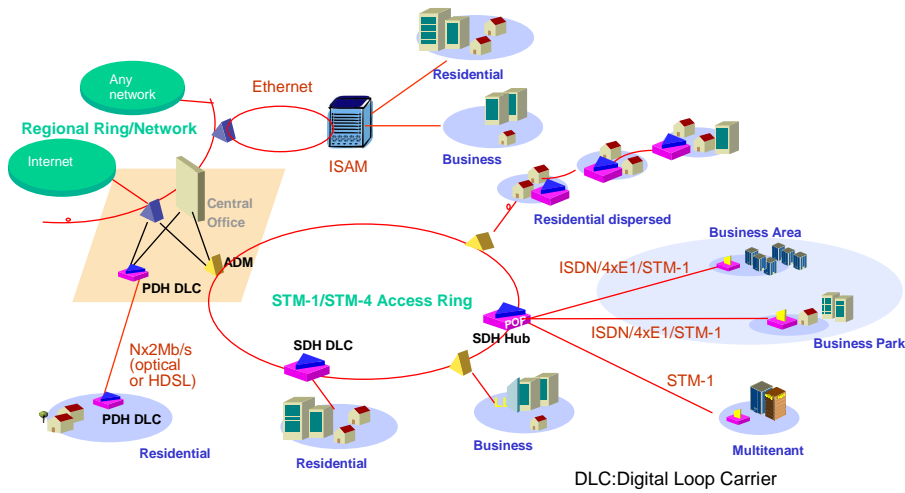 Residential
Ethernet
Any
network
Regional Ring/Network
Business
ISAM
Internet
Central
Office
Residential dispersed
Business Area
ADM
ISDN/4xE1/STM-1
PDH DLC
STM-1/STM-4 Access Ring
POP
SDH Hub
ISDN/4xE1/STM-1
Business Park
SDH DLC
Nx2Mb/s
(optical
or HDSL)
STM-1
LL
PDH DLC
Residential
Residential
Business
Multitenant
DLC:Digital Loop Carrier